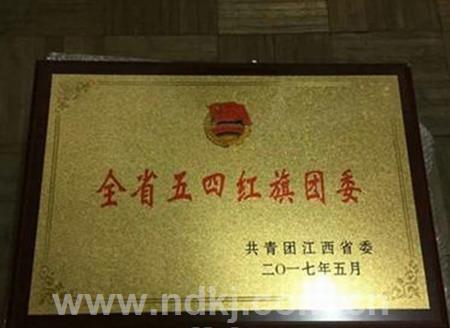 全省五四红旗团委
共青团江西省委
二〇一七年五月
www.ndkj.com.cn